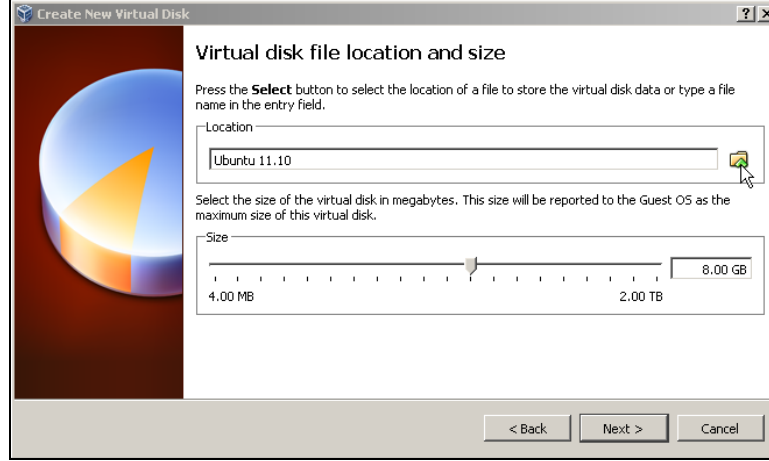 Create New Virtual Disk
Virtual disk file location and size
Press the Select button to select the location of a file to store the virtual disk data or type a file
name in the entry field.
Location
Ubuntu 11.10
Select the size of the virtual disk in megabytes. This size will be reported to the Guest OS as the
maximum size of this virtual disk.
Size
8.00 GB
4.00 MB 2.00 TB
< Back Next > Cancel